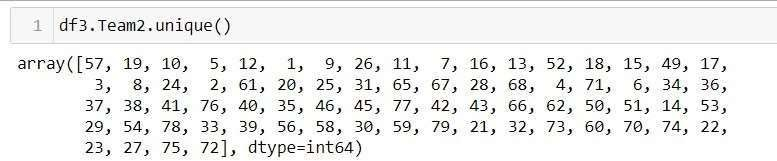 1 df3.Team2.unique()
array([57, 19, 10, 5, 12, 1, 9, 26, 11, 7, 16, 13, 52, 18, 15, 49, 17,
3, 8, 24, 2, 61, 20, 25, 31, 65, 67, 28, 68, 4, 71, 6, 34, 36,
37, 38, 41, 76, 40, 35, 46, 45, 77, 42, 43, 66, 62, 50, 51, 14, 53,
29, 54, 78, 33, 39, 56, 58, 30, 59, 79, 21, 32, 73, 60, 70, 74, 22,
23, 27, 75, 72], dtype=int64)